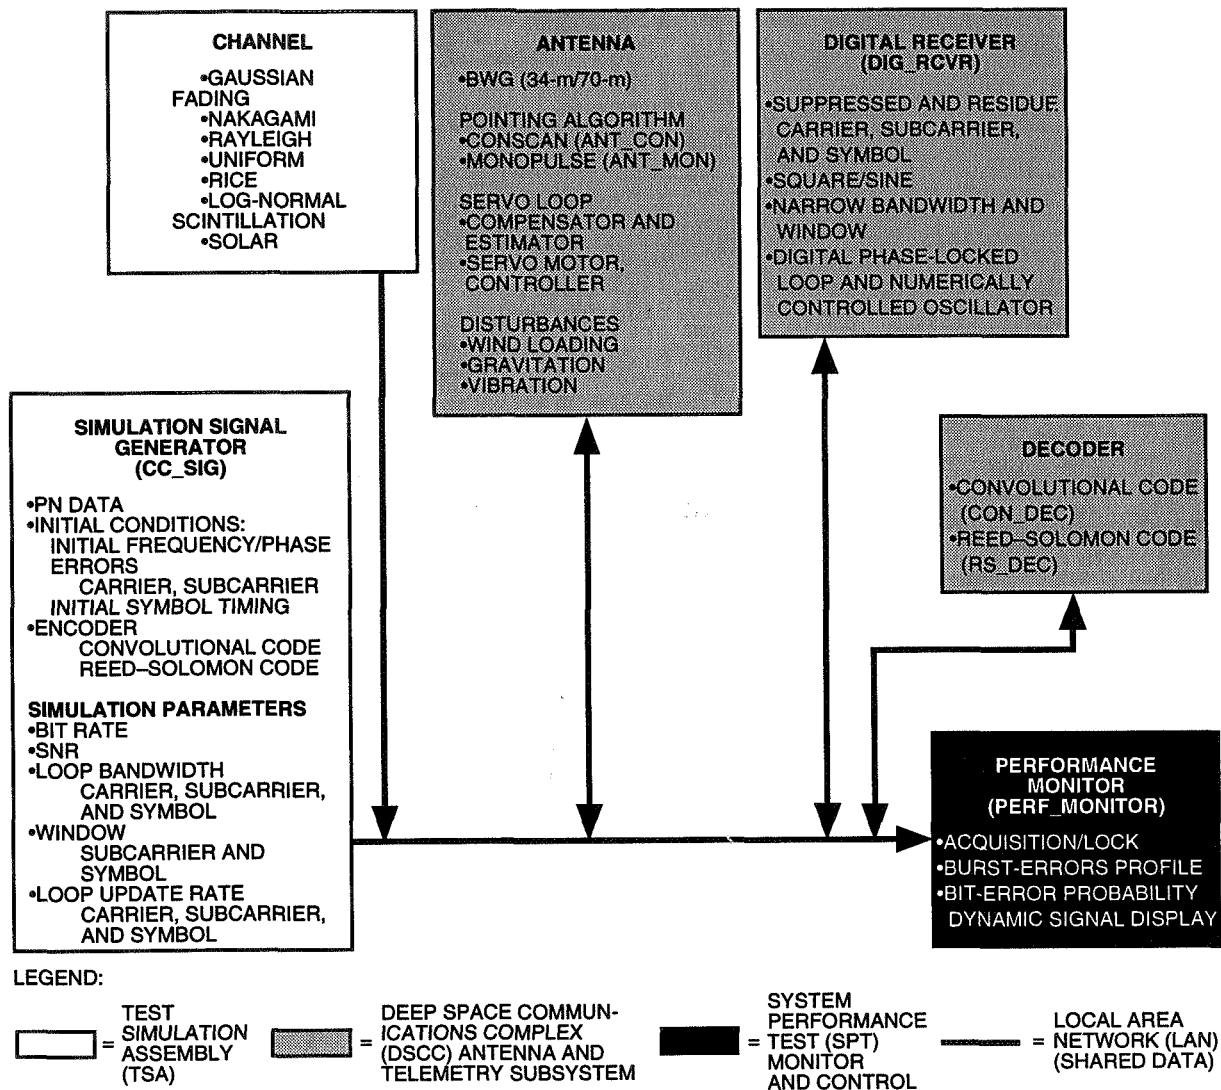 CHANNEL
•GAUSSIAN
FADING
•NAKAGAMI
•RAYLEIGH
•UNIFORM
•RICE
•LOG-NORMAL
SCINTILLATION
•SOLAR
ANTENNA
•BWG (34-m/70-m)
POINTING ALGORITHM
•CONSCAN (ANT_CON)
•MONOPULSE (ANT_MON)
SERVO LOOP
•COMPENSATOR AND
ESTIMATOR
•SERVO MOTOR,
CONTROLLER
DISTURBANCES
•WIND LOADING
•GRAVITATION
•VIBRATION
DIGITAL RECEIVER
(DIG_RCVR)
•SUPPRESSED AND RESIDUE
CARRIER, SUBCARRIER,
AND SYMBOL
•SQUARE/SINE
•NARROW BANDWIDTH AND
WINDOW
•DIGITAL PHASE-LOCKED
LOOP AND NUMERICALLY
CONTROLLED OSCILLATOR
SIMULATION SIGNAL
GENERATOR
(CC_SIG)
•PN DATA
•INITIAL CONDITIONS:
INITIAL FREQUENCY/PHASE
ERRORS
CARRIER, SUBCARRIER
INITIAL SYMBOL TIMING
•ENCODER
CONVOLUTIONAL CODE
REED–SOLOMON CODE
SIMULATION PARAMETERS
•BIT RATE
•SNR
•LOOP BANDWIDTH
CARRIER, SUBCARRIER,
AND SYMBOL
•WINDOW
SUBCARRIER AND
SYMBOL
•LOOP UPDATE RATE
CARRIER, SUBCARRIER,
AND SYMBOL
DECODER
•CONVOLUTIONAL CODE
(CON_DEC)
•REED–SOLOMON CODE
(RS_DEC)
PERFORMANCE
MONITOR
(PERF_MONITOR)
•ACQUISITION/LOCK
•BURST-ERRORS PROFILE
•BIT-ERROR PROBABILITY
DYNAMIC SIGNAL DISPLAY
LEGEND:
= TEST
SIMULATION
ASSEMBLY
(TSA)
= DEEP SPACE COMMUN-
ICATIONS COMPLEX
(DSCC) ANTENNA AND
TELEMETRY SUBSYSTEM
= SYSTEM
PERFORMANCE
TEST (SPT)
MONITOR
AND CONTROL
= LOCAL AREA
NETWORK (LAN)
(SHARED DATA)